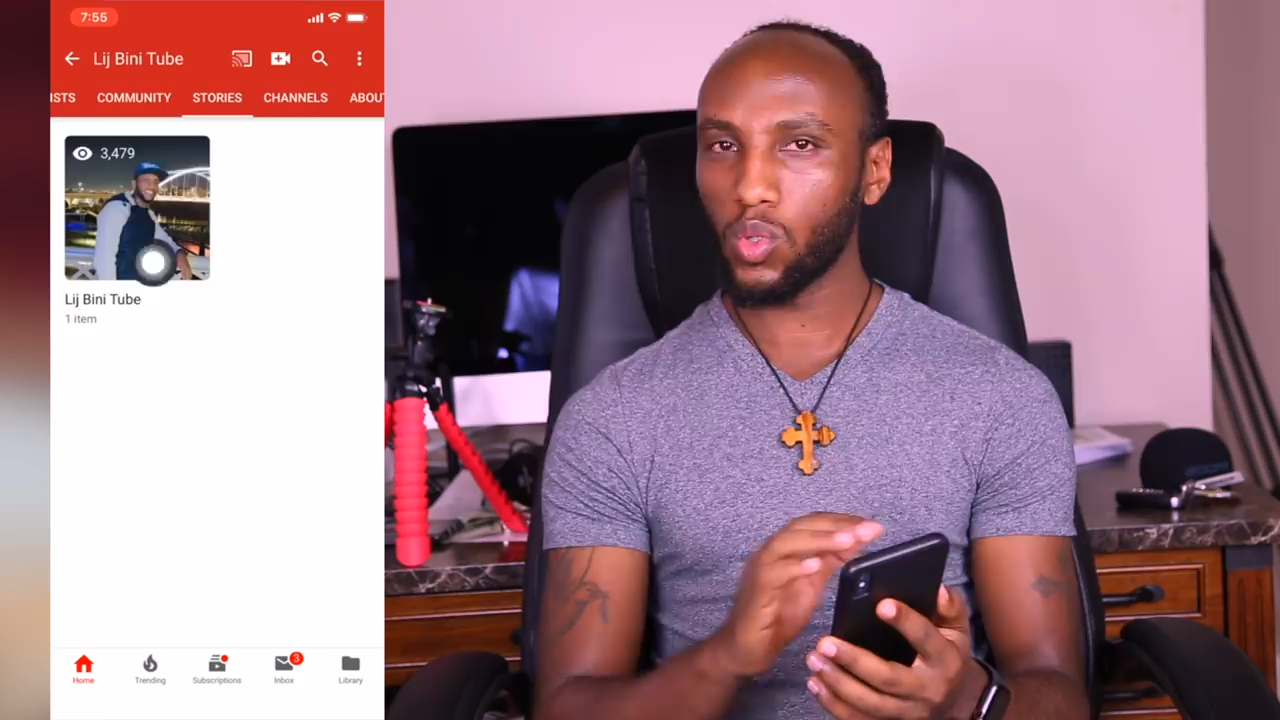 7:55
Lij Bini Tube
ISTS COMMUNITY STORIES CHANNELS ABOU
3,479
Lij Bini Tube
1 item
3
Home Trending Subscriptions Inbox Library